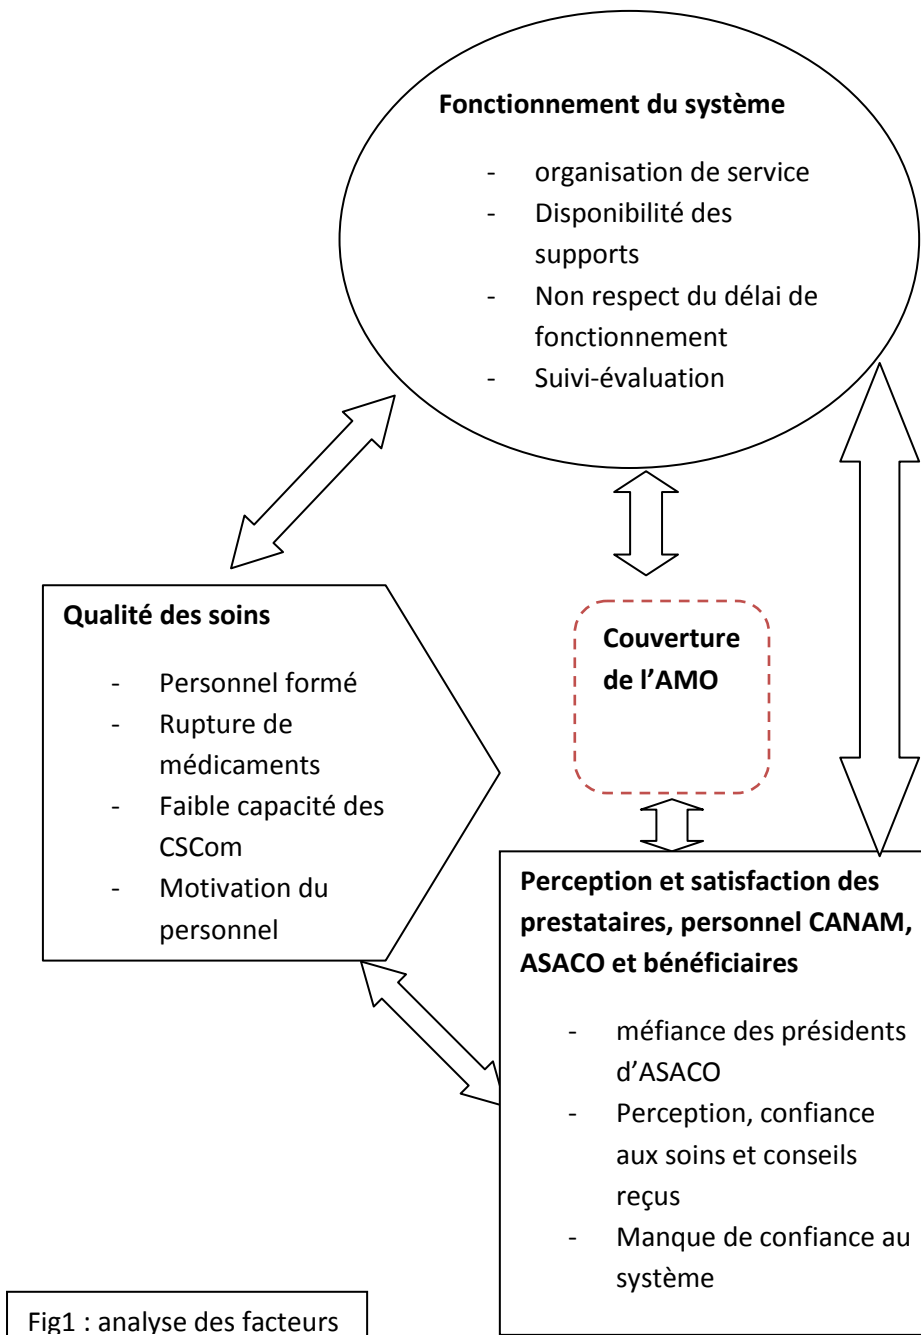 Fonctionnement du système
- organisation de service
- Disponibilité des
supports
- Non respect du délai de
fonctionnement
- Suivi-évaluation
Qualité des soins
- Personnel formé
- Rupture de
médicaments
- Faible capacité des
CSCom
- Motivation du
personnel
Couverture
de l’AMO
Perception et satisfaction des
prestataires, personnel CANAM,
ASACO et bénéficiaires
- méfiance des présidents
d’ASACO
- Perception, confiance
aux soins et conseils
reçus
- Manque de confiance au
système
Fig1 : analyse des facteurs